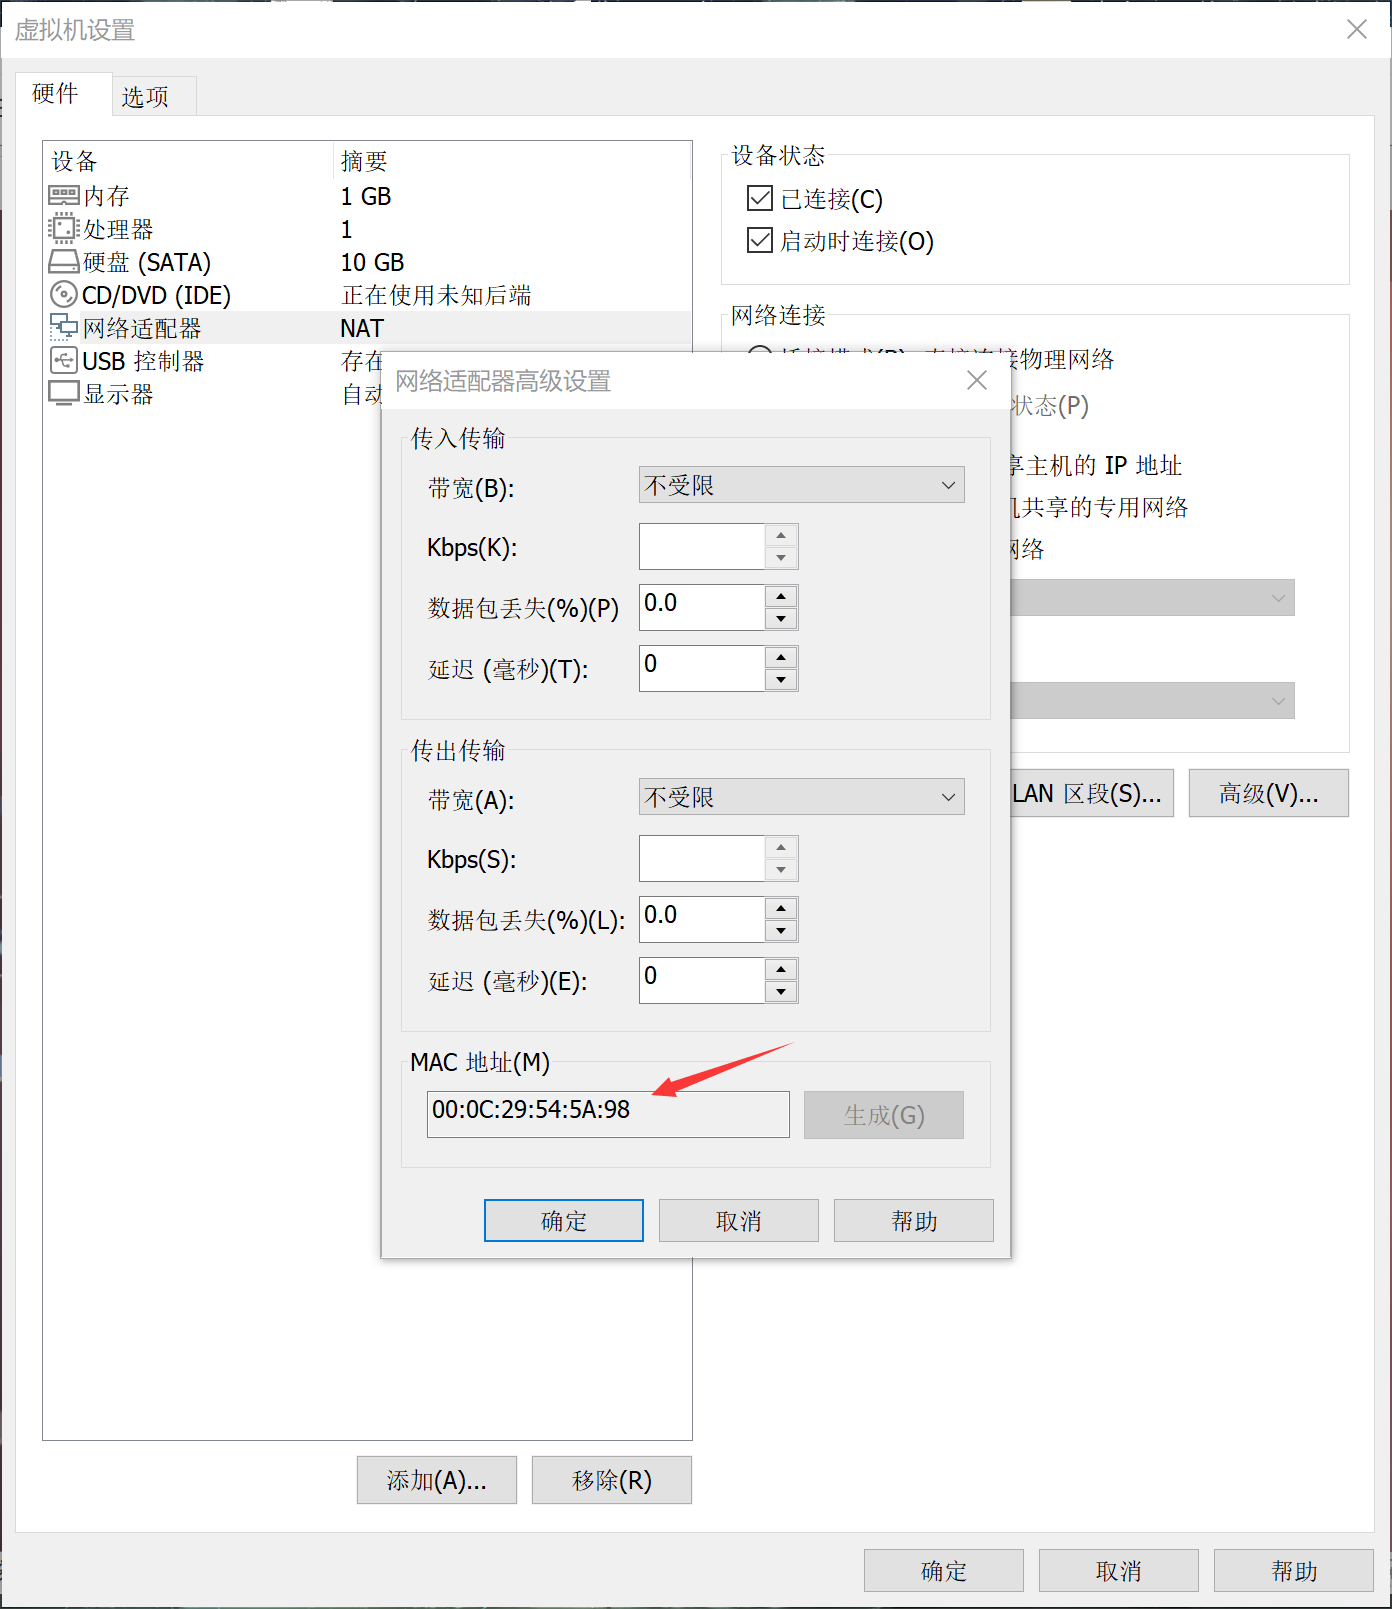 虚拟机设置
硬件
选项
设备 摘要
内存 1 GB
处理器 1
硬盘 (SATA) 10 GB
CD/DVD (IDE) 正在使用未知后端
网络适配器 NAT
USB 控制器 存在
显示器 自动
设备状态
已连接(C)
启动时连接(O)
网络连接
桥接模式(B): 直接连接物理网络
状态(P)
享主机的 IP 地址
机共享的专用网络
网络
LAN 区段(S)...
高级(V)...
网络适配器高级设置
传入传输
带宽(B): 不受限
Kbps(K):
数据包丢失(%)(P) 0.0
延迟 (毫秒)(T): 0
传出传输
带宽(A): 不受限
Kbps(S):
数据包丢失(%)(L): 0.0
延迟 (毫秒)(E): 0
MAC 地址(M)
00:0C:29:54:5A:98
生成(G)
确定 取消 帮助
添加(A)... 移除(R)
确定 取消 帮助